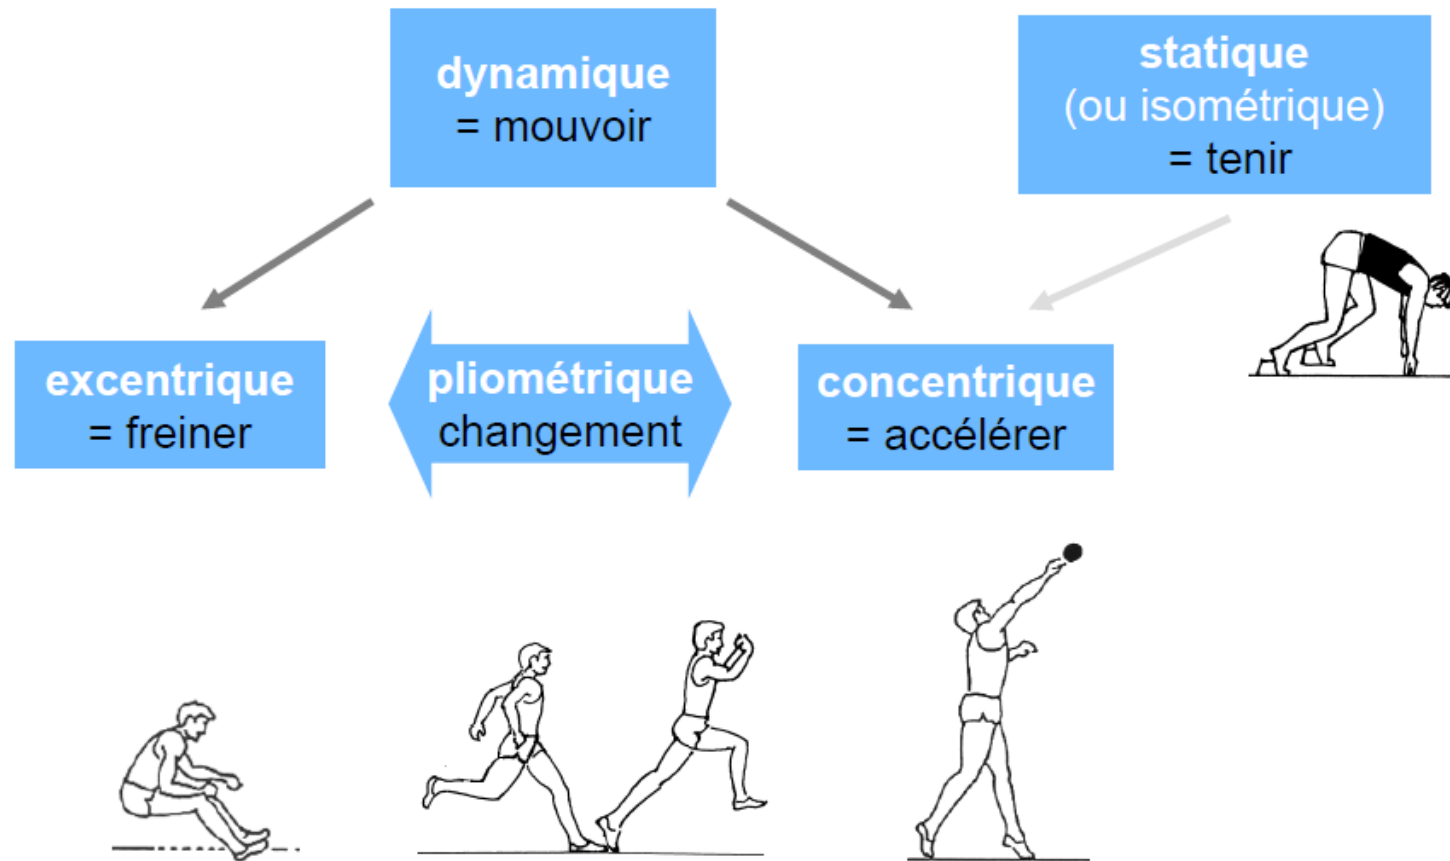 dynamique
= mouvoir
statique
(ou isométrique)
= tenir
excentrique
= freiner
pliométrique
changement
concentrique
= accélérer